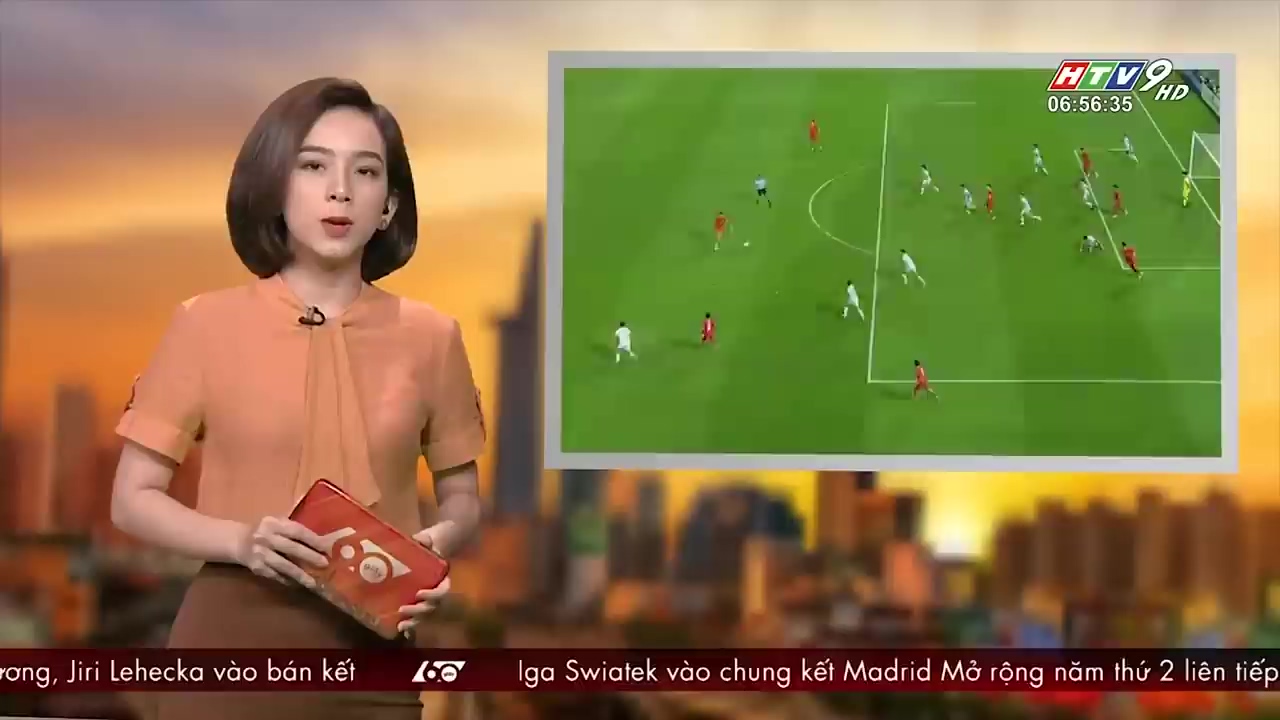 HTV9 HD
06:56:35
ương, Jiri Lehecka vào bán kết
60
Iga Swiatek vào chung kết Madrid Mở rộng năm thứ 2 liên tiếp